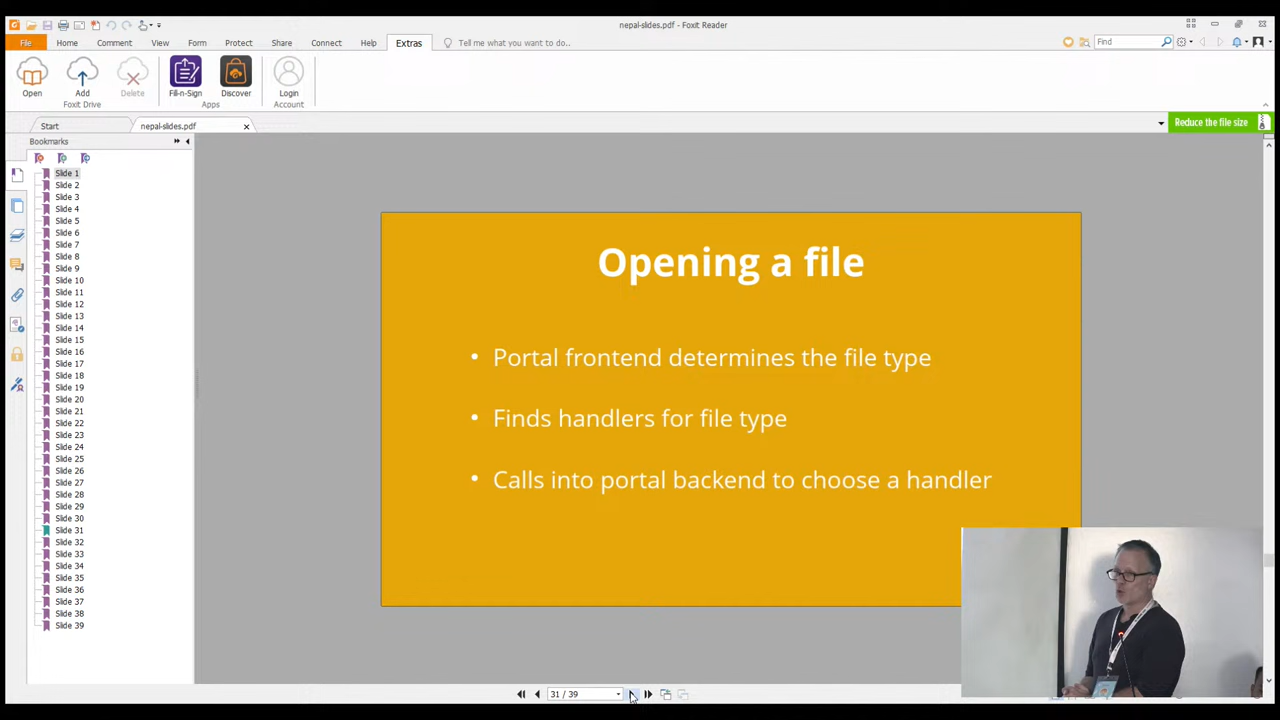 nepal-slides.pdf - Foxit Reader
File Home Comment View Form Protect Share Connect Help Extras Tell me what you want to do.. Find
Open Add Delete Fill-n-Sign Discover Login
Foxit Drive Apps Account
Start nepal-slides.pdf Reduce the file size
Bookmarks
Slide 1
Slide 2
Slide 3
Slide 4
Slide 5
Slide 6
Slide 7
Slide 8
Slide 9
Slide 10
Slide 11
Slide 12
Slide 13
Slide 14
Slide 15
Slide 16
Slide 17
Slide 18
Slide 19
Slide 20
Slide 21
Slide 22
Slide 23
Slide 24
Slide 25
Slide 26
Slide 27
Slide 28
Slide 29
Slide 30
Slide 31
Slide 32
Slide 33
Slide 34
Slide 35
Slide 36
Slide 37
Slide 38
Slide 39
Opening a file
• Portal frontend determines the file type
• Finds handlers for file type
• Calls into portal backend to choose a handler
31 / 39